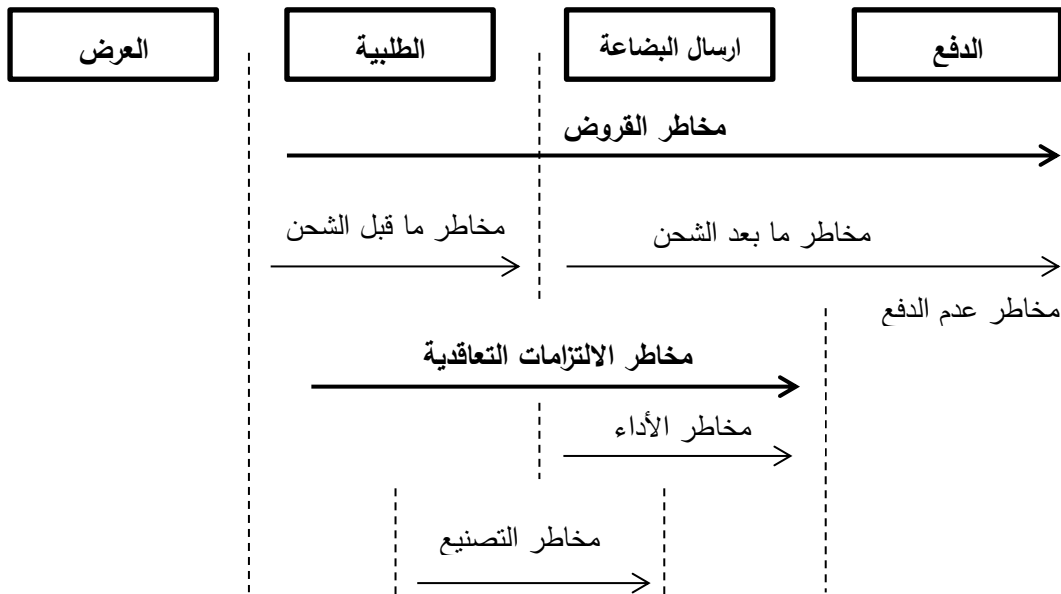 العرض
الطلبية
ارسال البضاعة
الدفع
مخاطر القروض
مخاطر ما قبل الشحن
مخاطر ما بعد الشحن
مخاطر عدم الدفع
مخاطر الالتزامات التعاقدية
مخاطر الأداء
مخاطر التصنيع